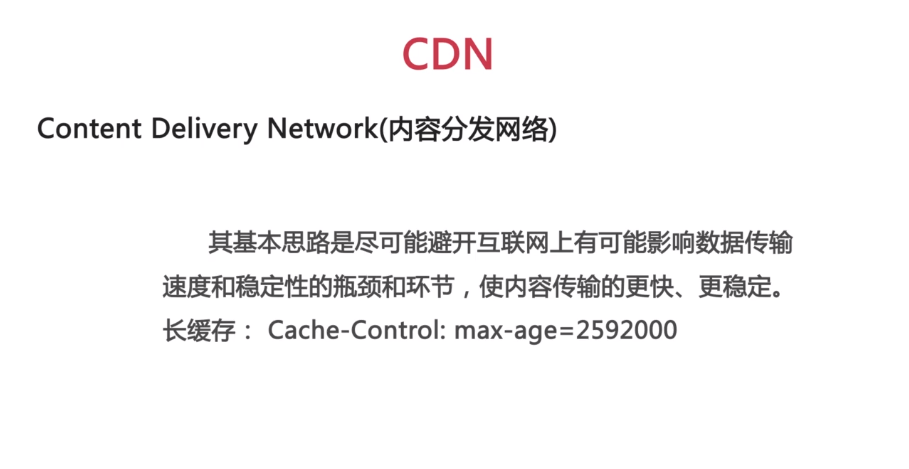 CDN
Content Delivery Network(内容分发网络)
其基本思路是尽可能避开互联网上有可能影响数据传输
速度和稳定性的瓶颈和环节，使内容传输的更快、更稳定。
长缓存： Cache-Control: max-age=2592000